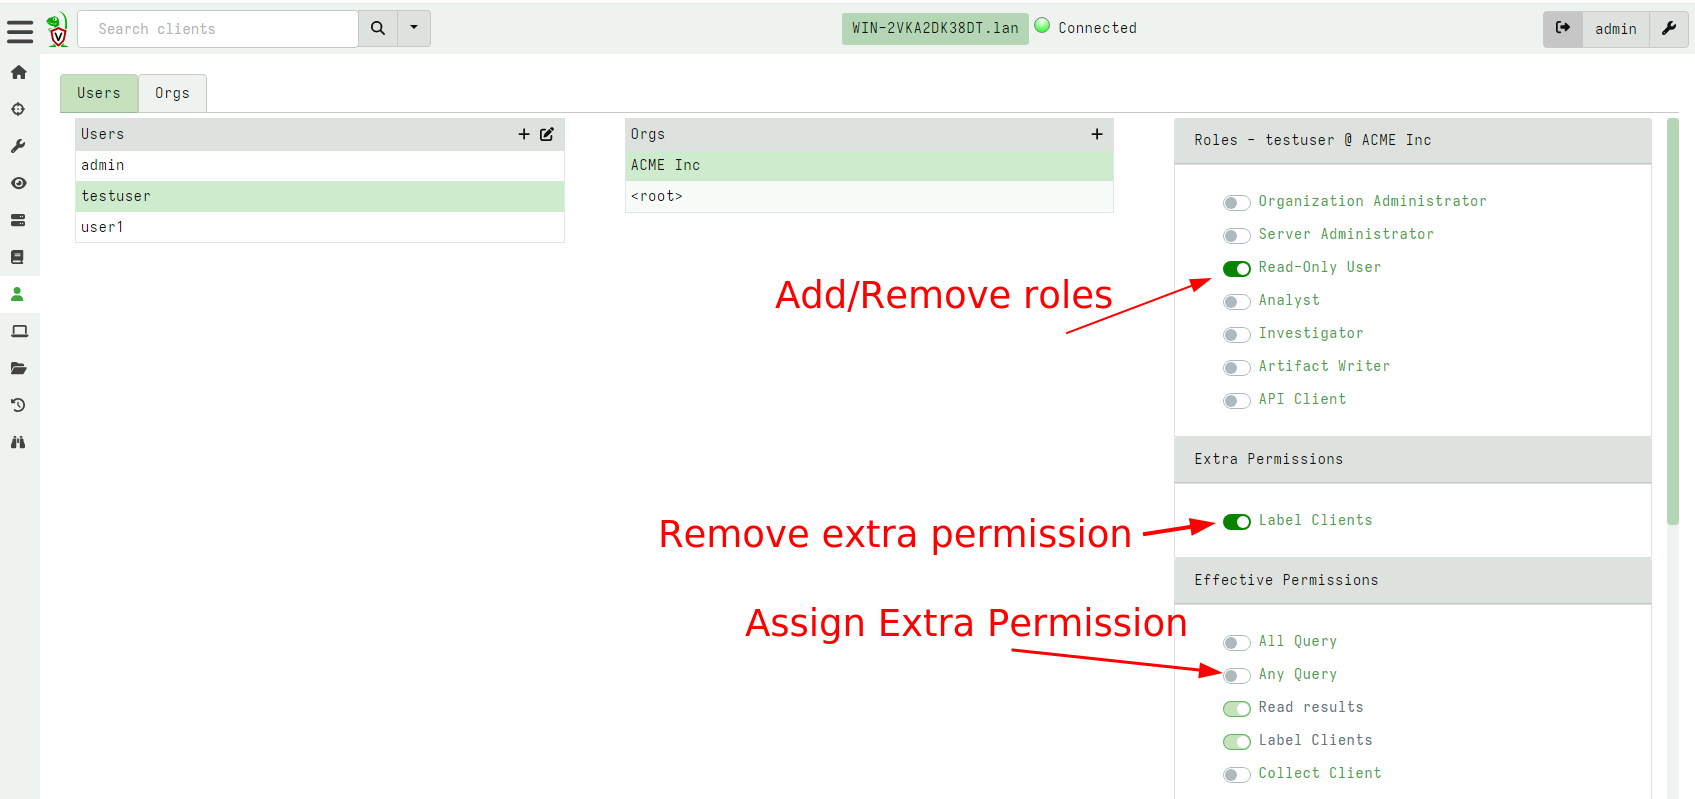 Search clients
WIN-2VKA2DK38DT.lan
Connected
admin
Users
Orgs
Users
admin
testuser
user1
Orgs
ACME Inc
<root>
Roles - testuser @ ACME Inc
Organization Administrator
Server Administrator
Read-Only User
Analyst
Investigator
Artifact Writer
API Client
Add/Remove roles
Extra Permissions
Label Clients
Remove extra permission
Effective Permissions
Assign Extra Permission
All Query
Any Query
Read results
Label Clients
Collect Client